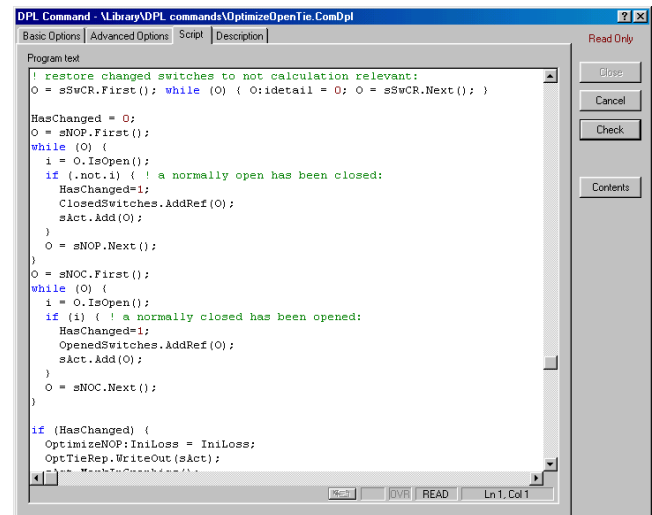 DPL Command - \Library\DPL commands\OptimizeOpenTie.ComDpl
Basic Options Advanced Options Script Description
Read Only
Program text
! restore changed switches to not calculation relevant:
O = sSwCR.First(); while (O) { O:idetail = 0; O = sSwCR.Next(); }
HasChanged = 0;
O = sNOP.First();
while (O) {
i = O.IsOpen();
if (.not.i) { ! a normally open has been closed:
HasChanged=1;
ClosedSwitches.AddRef(O);
sAct.Add(O);
}
O = sNOP.Next();
}
O = sNOC.First();
while (O) {
i = O.IsOpen();
if (i) { ! a normally closed has been opened:
HasChanged=1;
OpenedSwitches.AddRef(O);
sAct.Add(O);
}
O = sNOC.Next();
}
if (HasChanged) {
OptimizeNOP:IniLoss = IniLoss;
OptTieRep.WriteOut(sAct);
Close
Cancel
Check
Contents
OVR READ Ln 1, Col 1